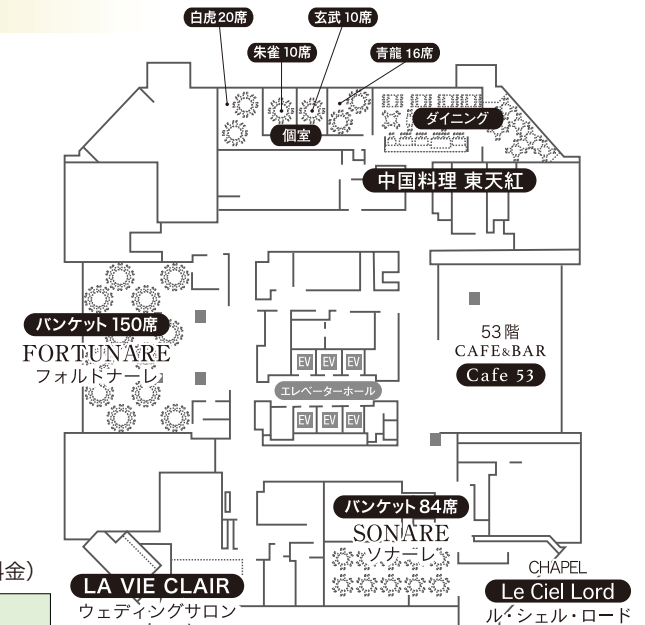 白虎20席
玄武10席
朱雀10席
青龍 16席
ダイニング
個室
中国料理 東天紅
バンケット 150席
FORTUNARE
フォルトナーレ
53階
CAFE&BAR
Cafe 53
EV EV EV
エレベーターホール
EV EV EV
バンケット 84席
SONARE
ソナーレ
金）
CHAPEL
LA VIE CLAIR
Le Ciel Lord
ウェディングサロン
ル・シェル・ロード